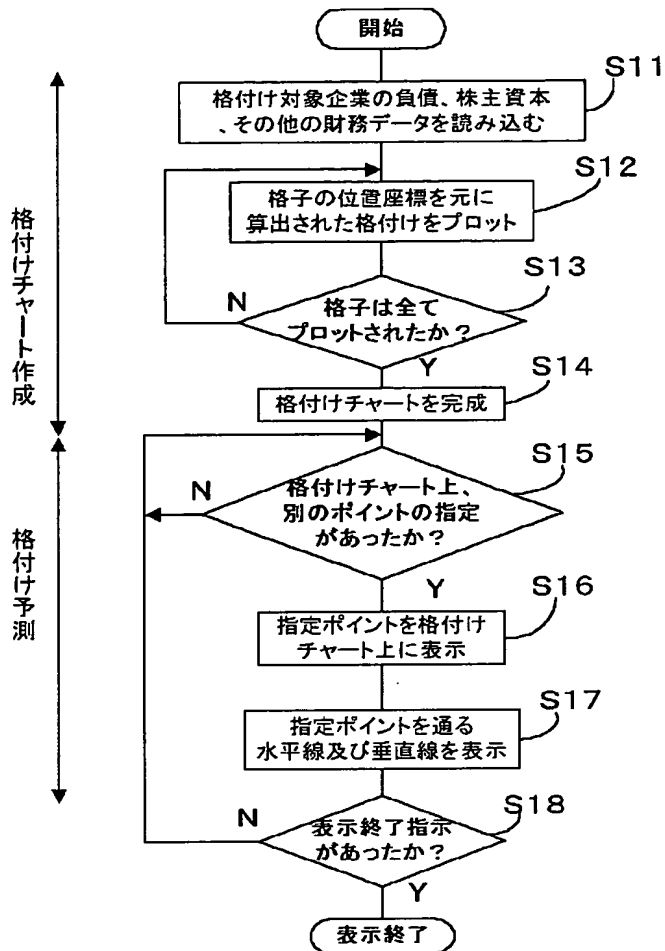 開始
S11
格付け対象企業の負債、株主資本
、その他の財務データを読み込む
S12
格子の位置座標を元に
算出された格付けをプロット
S13
N
格子は全て
プロットされたか？
Y
S14
格付けチャートを完成
格付けチャート作成
S15
N
格付けチャート上、
別のポイントの指定
があったか？
Y
S16
指定ポイントを格付け
チャート上に表示
格付け予測
S17
指定ポイントを通る
水平線及び垂直線を表示
S18
N
表示終了指示
があったか？
Y
表示終了